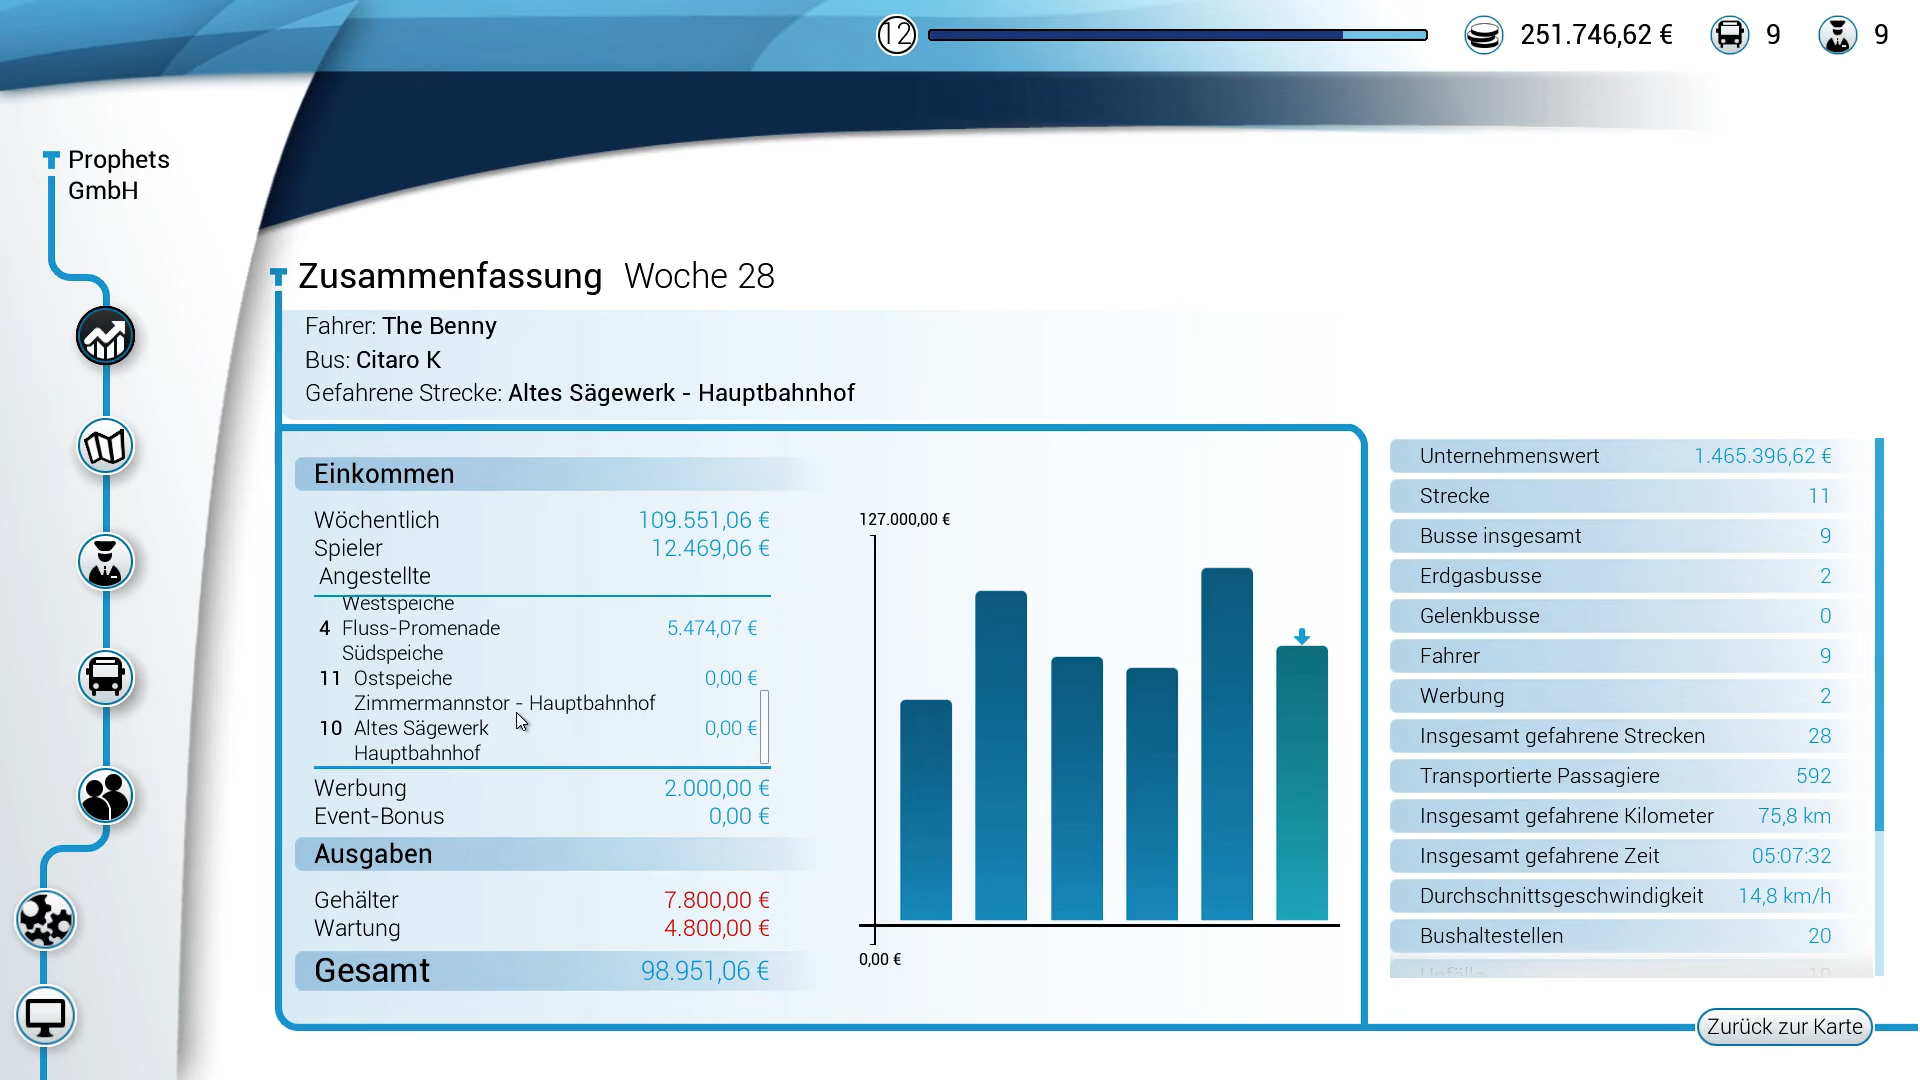 12
251.746,62 €
9
9
Prophets
GmbH
Zusammenfassung Woche 28
Fahrer: The Benny
Bus: Citaro K
Gefahrene Strecke: Altes Sägewerk - Hauptbahnhof
Einkommen
Wöchentlich 109.551,06 €
Spieler 12.469,06 €
Angestellte
Westspeiche
4 Fluss-Promenade 5.474,07 €
Südspeiche
11 Ostspeiche 0,00 €
Zimmermannstor - Hauptbahnhof
10 Altes Sägewerk 0,00 €
Hauptbahnhof
Werbung 2.000,00 €
Event-Bonus 0,00 €
Ausgaben
Gehälter 7.800,00 €
Wartung 4.800,00 €
Gesamt 98.951,06 €
127.000,00 €
0,00 €
Unternehmenswert 1.465.396,62 €
Strecke 11
Busse insgesamt 9
Erdgasbusse 2
Gelenkbusse 0
Fahrer 9
Werbung 2
Insgesamt gefahrene Strecken 28
Transportierte Passagiere 592
Insgesamt gefahrene Kilometer 75,8 km
Insgesamt gefahrene Zeit 05:07:32
Durchschnittsgeschwindigkeit 14,8 km/h
Bushaltestellen 20
Zurück zur Karte